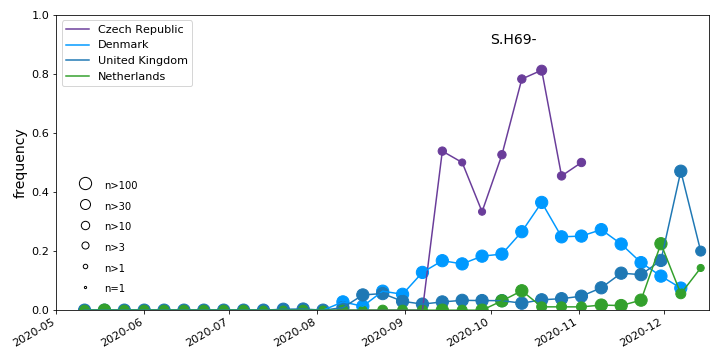 S.H69-
Czech Republic
Denmark
United Kingdom
Netherlands
1.0
0.8
0.6
0.4
0.2
0.0
frequency
n>100
n>30
n>10
n>3
n>1
n=1
2020-05
2020-06
2020-07
2020-08
2020-09
2020-10
2020-11
2020-12